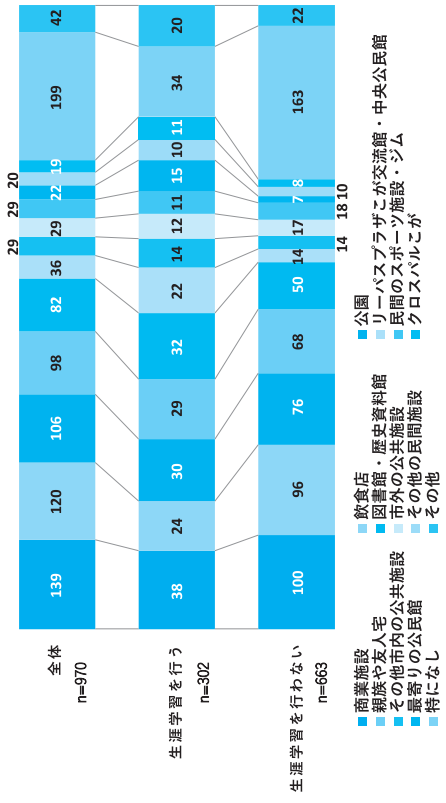 全体
n=970
139 120 106 98 82 36 29 29 29 22 20 19 199 42
生涯学習を行う
n=302
38 24 30 29 32 22 14 12 11 15 10 11 34 20
生涯学習を行わない
n=663
100 96 76 68 50 14 14 17 18 7 10 8 163 22
商業施設 飲食店 公園
親族や友人宅 図書館・歴史資料館 リーパスプラザこが交流館・中央公民館
その他市内の公共施設 市外の公共施設 民間のスポーツ施設・ジム
最寄りの公民館 その他の民間施設 クロスパルこが
特になし その他